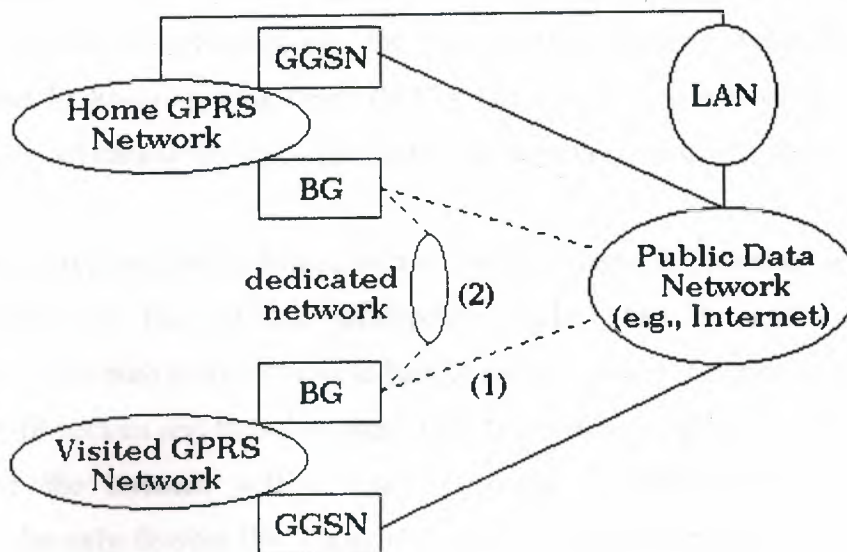 GGSN
LAN
Home GPRS
Network
BG
Public Data
Network
(e.g., Internet)
dedicated
network
(2)
BG
(1)
Visited GPRS
Network
GGSN